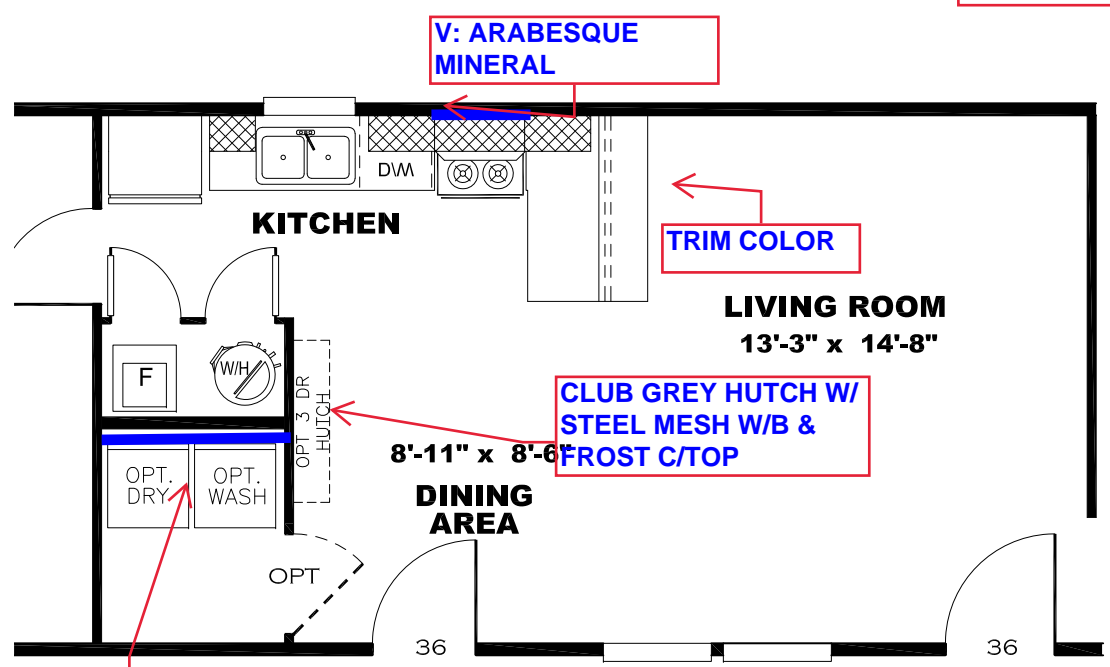 V: ARABESQUE
MINERAL
DW
KITCHEN
TRIM COLOR
LIVING ROOM
13'-3" x 14'-8"
F
W/H
OPT 3 DR
HUTCH
CLUB GREY HUTCH W/
STEEL MESH W/B &
FROST C/TOP
8'-11" x 8'-6"
DINING
AREA
OPT.
DRY
OPT.
WASH
OPT
36
36